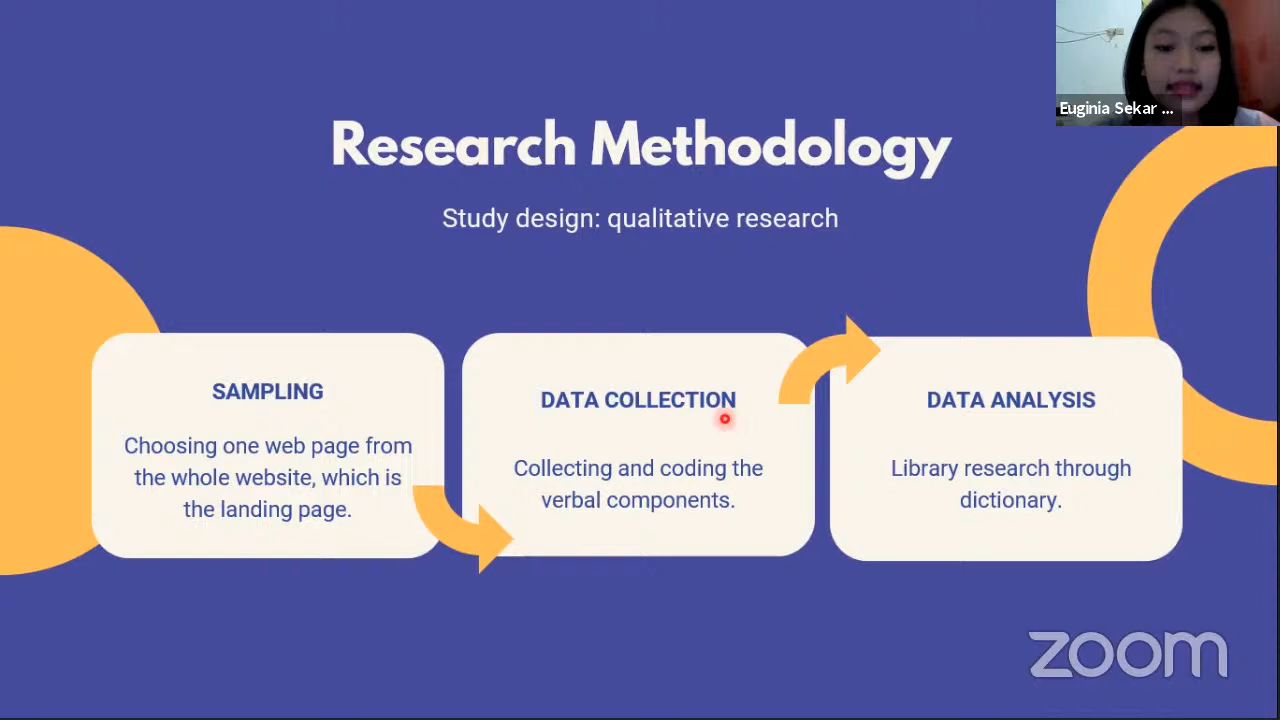 Euginia Sekar ...
Research Methodology
Study design: qualitative research
SAMPLING
Choosing one web page from
the whole website, which is
the landing page.
DATA COLLECTION
Collecting and coding the
verbal components.
DATA ANALYSIS
Library research through
dictionary.
zoom